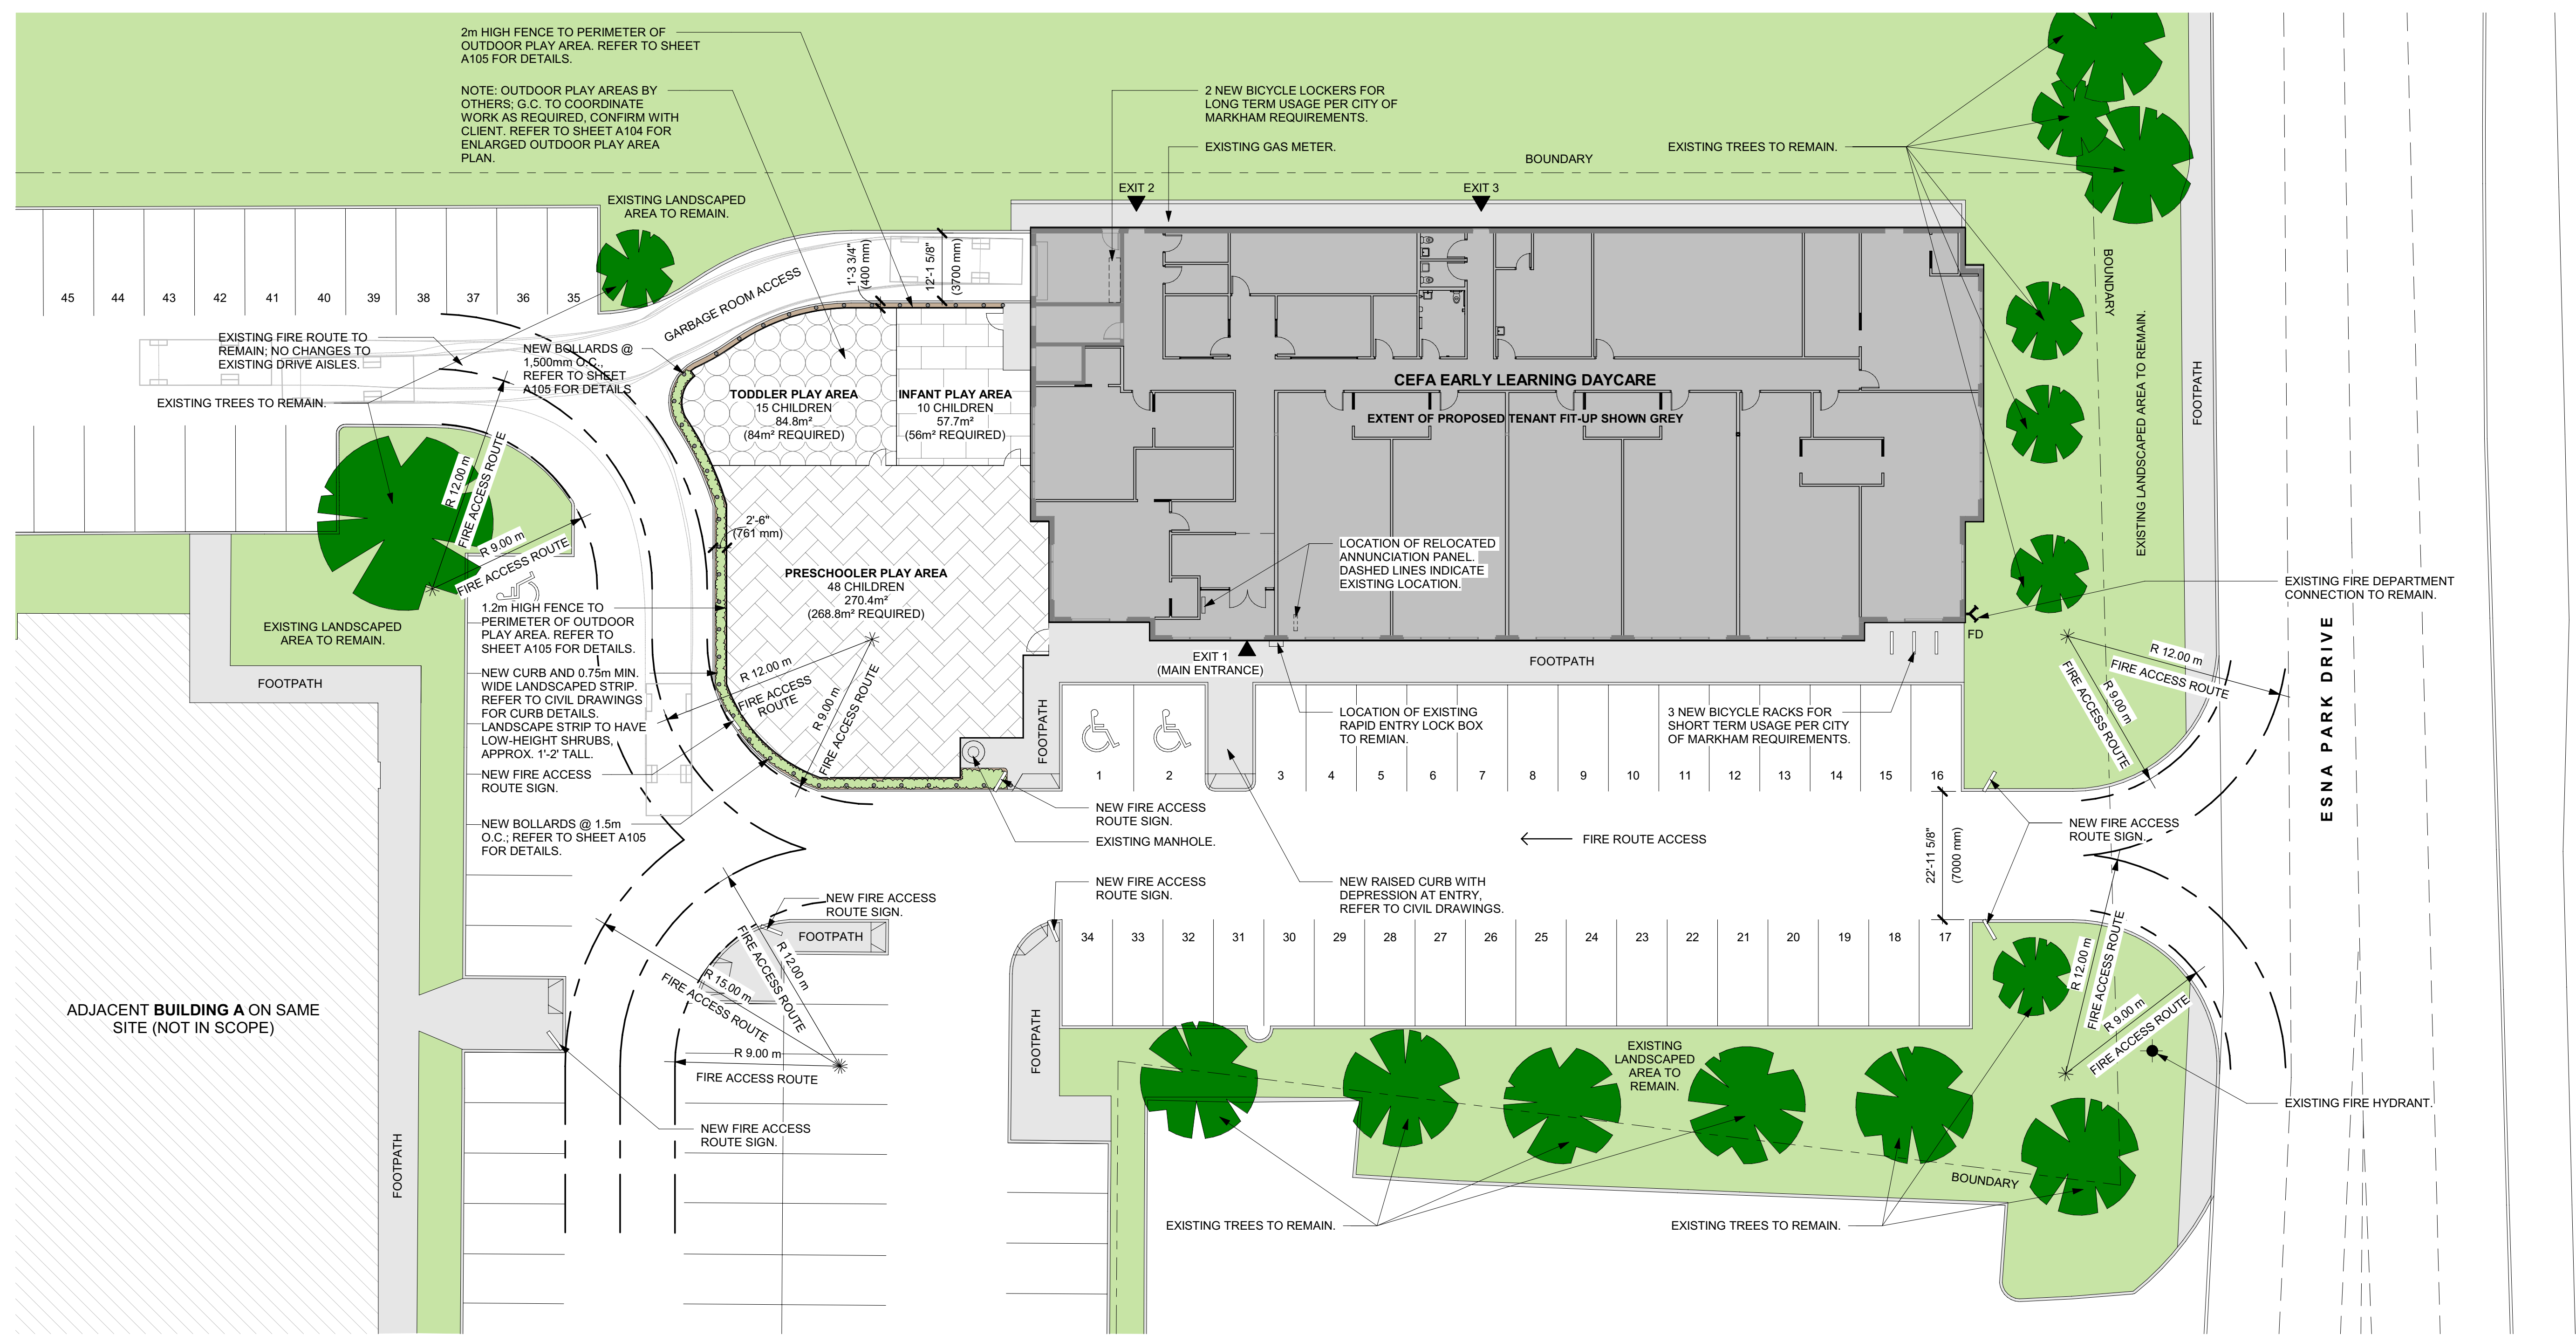 2m HIGH FENCE TO PERIMETER OF
OUTDOOR PLAY AREA. REFER TO SHEET
A105 FOR DETAILS.
NOTE: OUTDOOR PLAY AREAS BY
OTHERS; G.C. TO COORDINATE
WORK AS REQUIRED, CONFIRM WITH
CLIENT. REFER TO SHEET A104 FOR
ENLARGED OUTDOOR PLAY AREA
PLAN.
2 NEW BICYCLE LOCKERS FOR
LONG TERM USAGE PER CITY OF
MARKHAM REQUIREMENTS.
EXISTING GAS METER.
BOUNDARY
EXISTING TREES TO REMAIN.
EXIT 2
EXIT 3
EXISTING LANDSCAPED
AREA TO REMAIN.
1'-3 3/4"
(400 mm)
12'-1 5/8"
(3700 mm)
GARBAGE ROOM ACCESS
45
44
43
42
41
40
39
38
37
36
35
EXISTING FIRE ROUTE TO
REMAIN; NO CHANGES TO
EXISTING DRIVE AISLES.
NEW BOLLARDS @
1,500mm O.C.,
REFER TO SHEET
A105 FOR DETAILS
EXISTING TREES TO REMAIN.
TODDLER PLAY AREA
15 CHILDREN
84.8m²
(84m² REQUIRED)
INFANT PLAY AREA
10 CHILDREN
57.7m²
(56m² REQUIRED)
CEFA EARLY LEARNING DAYCARE
EXTENT OF PROPOSED TENANT FIT-UP SHOWN GREY
BOUNDARY
EXISTING LANDSCAPED AREA TO REMAIN.
FOOTPATH
R 12.00 m
FIRE ACCESS ROUTE
R 9.00 m
FIRE ACCESS ROUTE
2'-6"
(761 mm)
PRESCHOOLER PLAY AREA
48 CHILDREN
270.4m²
(268.8m² REQUIRED)
LOCATION OF RELOCATED
ANNUNCIATION PANEL.
DASHED LINES INDICATE
EXISTING LOCATION.
EXISTING FIRE DEPARTMENT
CONNECTION TO REMAIN.
FD
EXISTING LANDSCAPED
AREA TO REMAIN.
1.2m HIGH FENCE TO
PERIMETER OF OUTDOOR
PLAY AREA. REFER TO
SHEET A105 FOR DETAILS.
NEW CURB AND 0.75m MIN.
WIDE LANDSCAPED STRIP.
REFER TO CIVIL DRAWINGS
FOR CURB DETAILS.
LANDSCAPE STRIP TO HAVE
LOW-HEIGHT SHRUBS,
APPROX. 1'-2' TALL.
NEW FIRE ACCESS
ROUTE SIGN.
NEW BOLLARDS @ 1.5m
O.C.; REFER TO SHEET A105
FOR DETAILS.
R 12.00 m
FIRE ACCESS
ROUTE
R 9.00 m
FIRE ACCESS ROUTE
EXIT 1
(MAIN ENTRANCE)
FOOTPATH
FOOTPATH
FOOTPATH
LOCATION OF EXISTING
RAPID ENTRY LOCK BOX
TO REMIAN.
3 NEW BICYCLE RACKS FOR
SHORT TERM USAGE PER CITY
OF MARKHAM REQUIREMENTS.
R 12.00 m
FIRE ACCESS ROUTE
R 9.00 m
FIRE ACCESS ROUTE
ESNA PARK DRIVE
1
2
3
4
5
6
7
8
9
10
11
12
13
14
15
16
NEW FIRE ACCESS
ROUTE SIGN.
EXISTING MANHOLE.
FIRE ROUTE ACCESS
22'-11 5/8"
(7000 mm)
NEW FIRE ACCESS
ROUTE SIGN.
NEW FIRE ACCESS
ROUTE SIGN.
NEW FIRE ACCESS
ROUTE SIGN.
NEW RAISED CURB WITH
DEPRESSION AT ENTRY,
REFER TO CIVIL DRAWINGS.
FOOTPATH
34
33
32
31
30
29
28
27
26
25
24
23
22
21
20
19
18
17
R 12.00 m
FIRE ACCESS ROUTE
R 15.00 m
FIRE ACCESS ROUTE
R 9.00 m
FIRE ACCESS ROUTE
ADJACENT BUILDING A ON SAME
SITE (NOT IN SCOPE)
FOOTPATH
FOOTPATH
NEW FIRE ACCESS
ROUTE SIGN.
EXISTING
LANDSCAPED
AREA TO
REMAIN.
R 12.00 m
FIRE ACCESS ROUTE
R 9.00 m
FIRE ACCESS ROUTE
EXISTING FIRE HYDRANT.
BOUNDARY
EXISTING TREES TO REMAIN.
EXISTING TREES TO REMAIN.